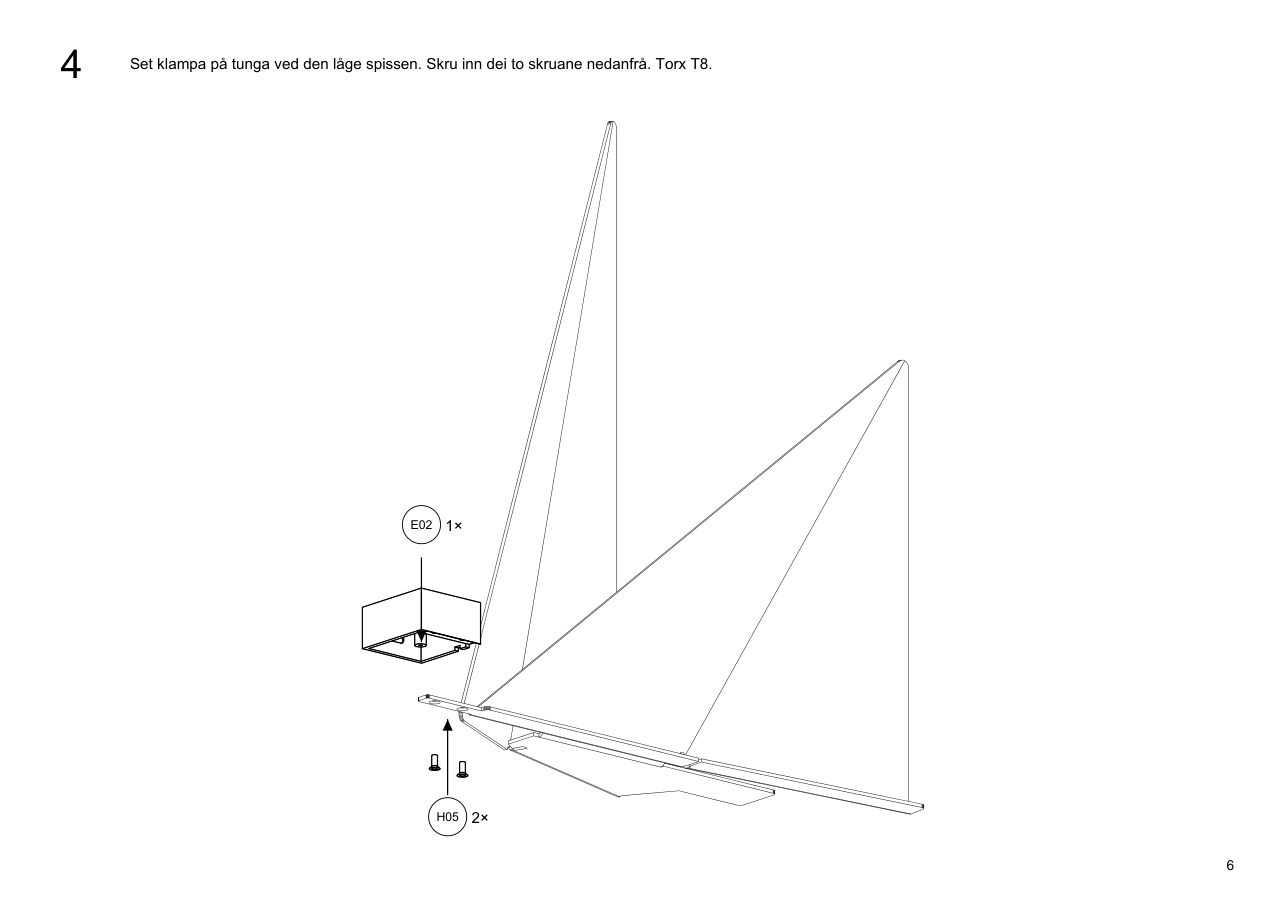 4
Set klampa på tunga ved den låge spissen. Skru inn dei to skruane nedanfrå. Torx T8.
E02 1×
H05 2×
6